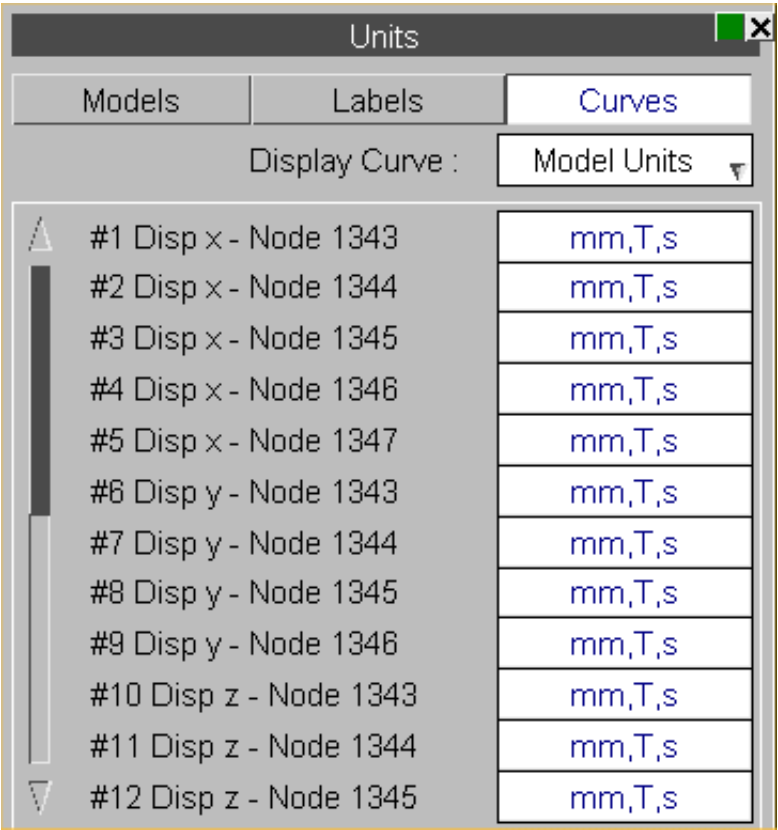 Units
Models Labels Curves
Display Curve : Model Units
#1 Disp x - Node 1343 mm,T,s
#2 Disp x - Node 1344 mm,T,s
#3 Disp x - Node 1345 mm,T,s
#4 Disp x - Node 1346 mm,T,s
#5 Disp x - Node 1347 mm,T,s
#6 Disp y - Node 1343 mm,T,s
#7 Disp y - Node 1344 mm,T,s
#8 Disp y - Node 1345 mm,T,s
#9 Disp y - Node 1346 mm,T,s
#10 Disp z - Node 1343 mm,T,s
#11 Disp z - Node 1344 mm,T,s
#12 Disp z - Node 1345 mm,T,s